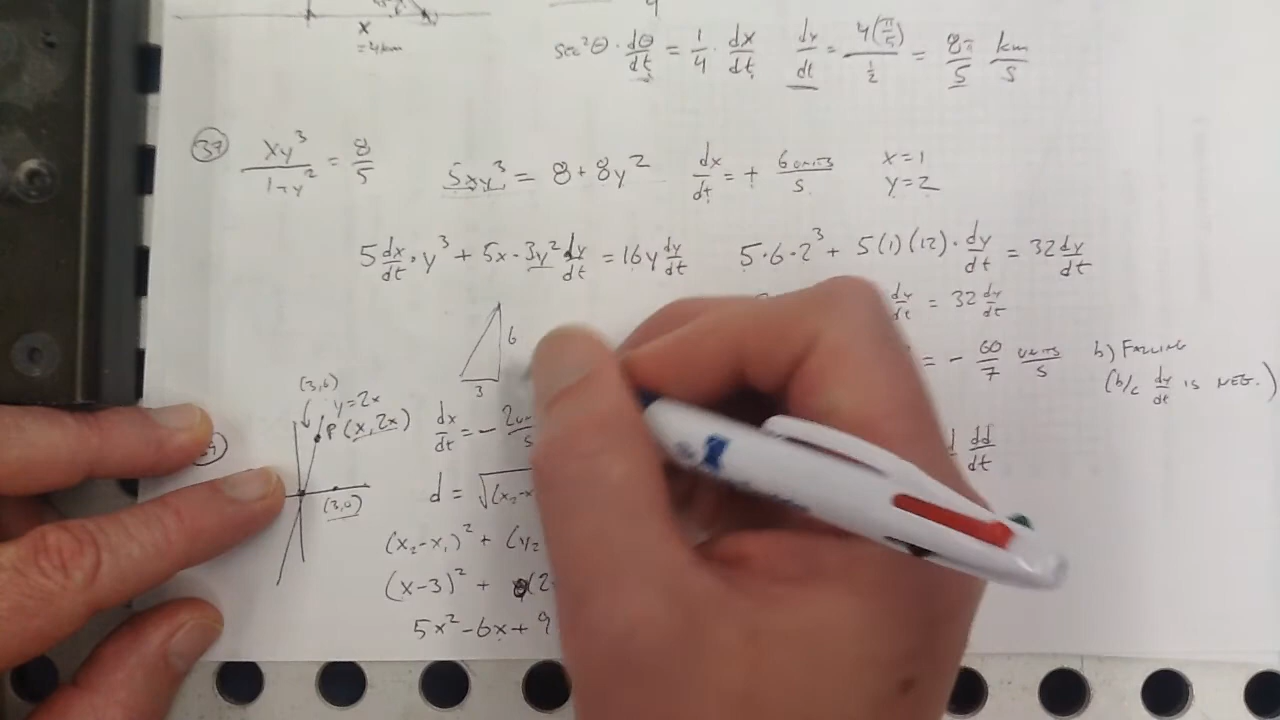 x
= 4km
4
sec²θ · dθ/dt = 1/4 · dx/dt   dx/dt = 4(π/5) / 1/2 = 8π/5 km/s
37   xy³/1+y² = 8/5   5xy³ = 8 + 8y²   dx/dt = + 6 units/s   x=1
y=2
5 dx/dt · y³ + 5x · 3y² dy/dt = 16y dy/dt   5·6·2³ + 5(1)(12) · dy/dt = 32 dy/dt
dy/dt = 32 dy/dt
6
3
= - 60/7 units/s   b) FALLING
(b/c dy/dt IS NEG.)
(3,6)
y=2x
P(x, 2x)
(3,0)
dx/dt = - 2
d = √(x₂-x
dd/dt
(x₂-x₁)² + (y₂
(x-3)² + (2
5x² - 6x + 9